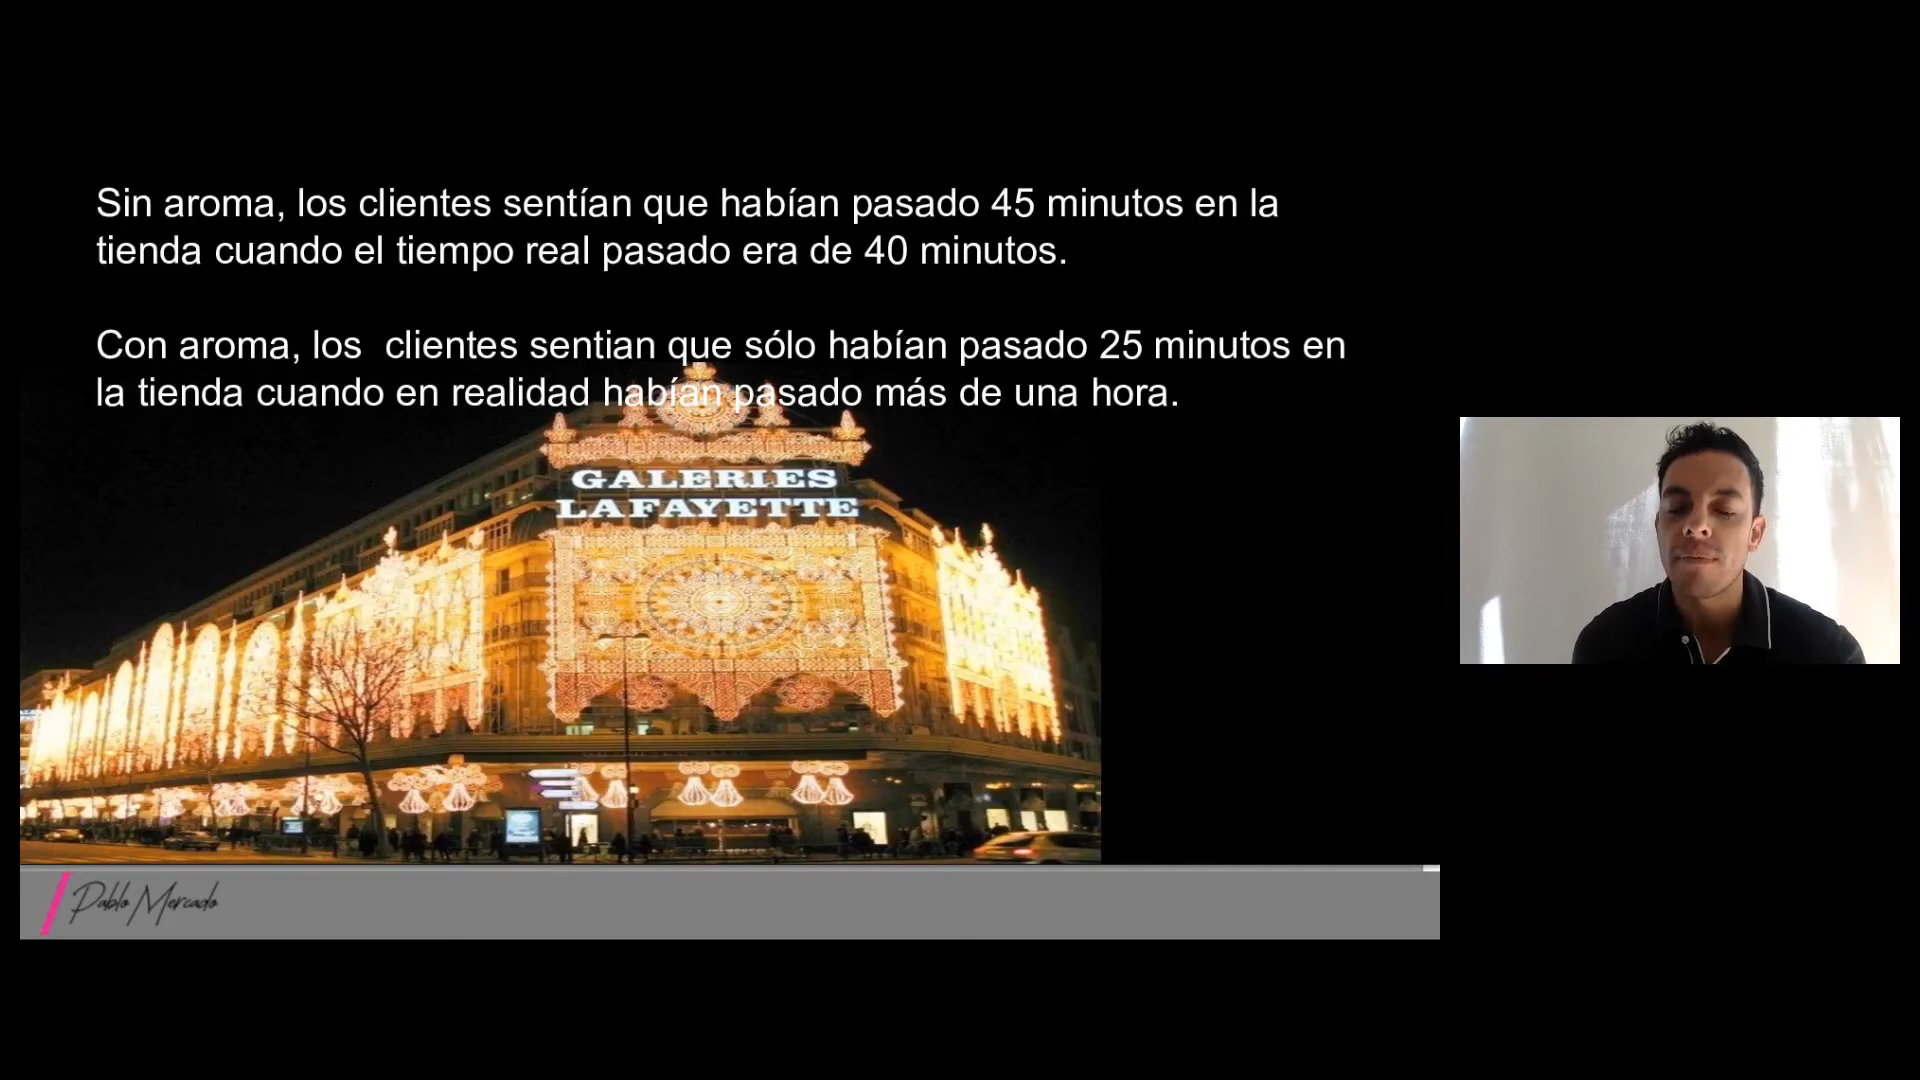 Sin aroma, los clientes sentían que habían pasado 45 minutos en la
tienda cuando el tiempo real pasado era de 40 minutos.
Con aroma, los  clientes sentian que sólo habían pasado 25 minutos en
la tienda cuando en realidad habían pasado más de una hora.
GALERIES
LAFAYETTE
Pablo Mercado